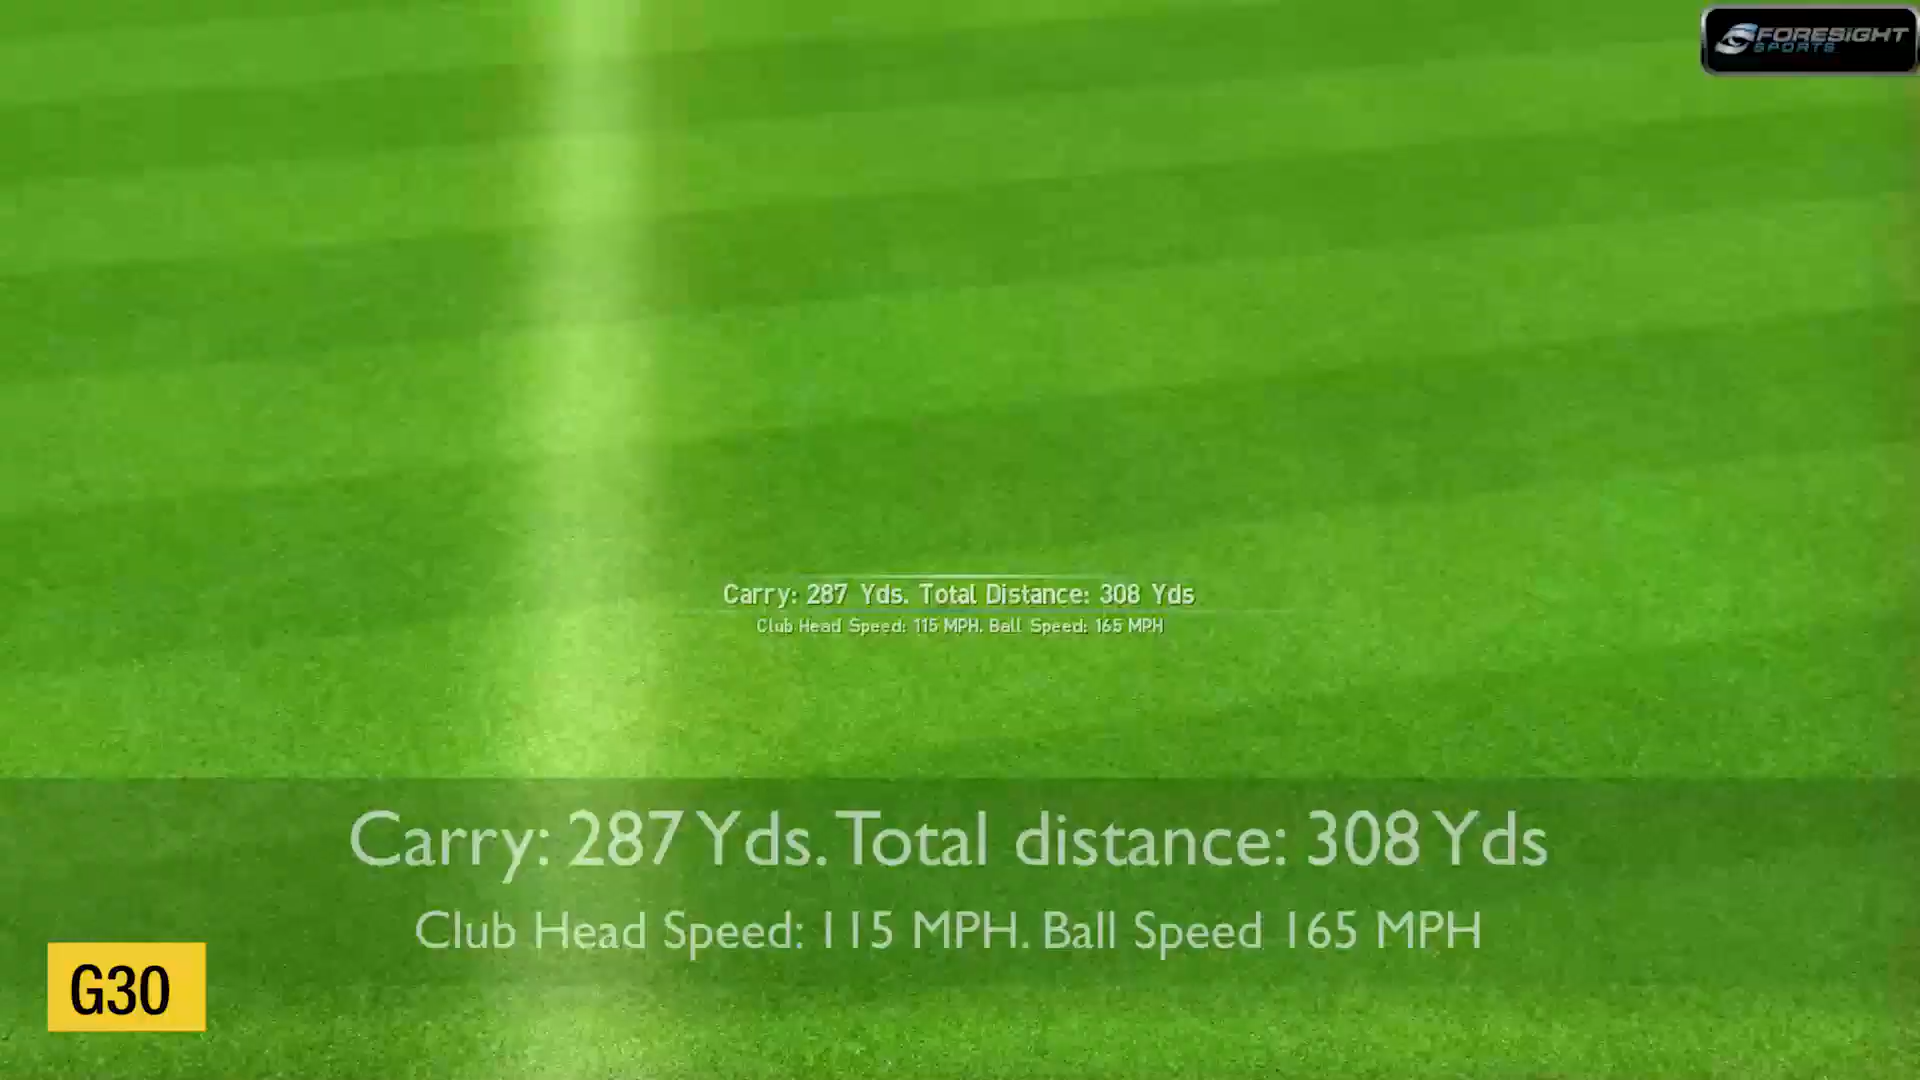 FORESIGHT
SPORTS
Carry: 287 Yds. Total Distance: 308 Yds
Club Head Speed: 115 MPH. Ball Speed: 165 MPH
Carry: 287 Yds. Total distance: 308 Yds
Club Head Speed: 115 MPH. Ball Speed 165 MPH
G30